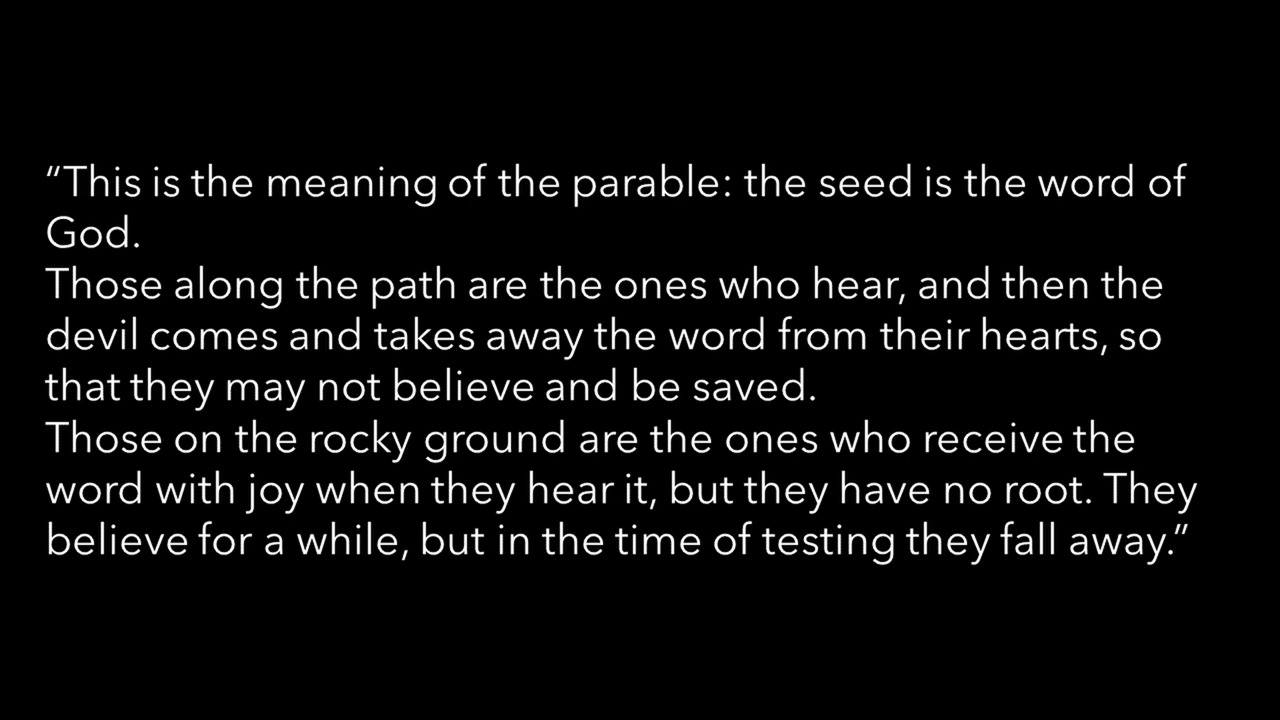 “This is the meaning of the parable: the seed is the word of
God.
Those along the path are the ones who hear, and then the
devil comes and takes away the word from their hearts, so
that they may not believe and be saved.
Those on the rocky ground are the ones who receive the
word with joy when they hear it, but they have no root. They
believe for a while, but in the time of testing they fall away.”